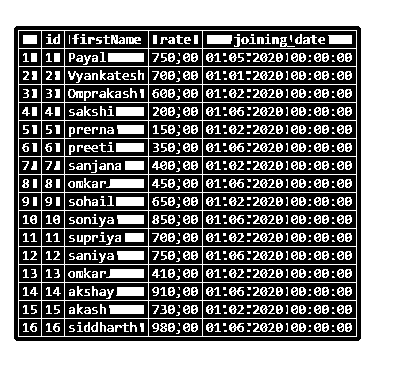 id firstName rate joining date
1 1 Payal 750,00 01.05.2020 00:00:00
2 2 Vyankatesh 700,00 01.01.2020 00:00:00
3 3 Omprakash 600,00 01.02.2020 00:00:00
4 4 sakshi 200,00 01.06.2020 00:00:00
5 5 prerna 150,00 01.02.2020 00:00:00
6 6 preeti 350,00 01.06.2020 00:00:00
7 7 sanjana 400,00 01.02.2020 00:00:00
8 8 omkar 450,00 01.06.2020 00:00:00
9 9 sohail 650,00 01.02.2020 00:00:00
10 10 soniya 850,00 01.06.2020 00:00:00
11 11 supriya 700,00 01.02.2020 00:00:00
12 12 saniya 750,00 01.06.2020 00:00:00
13 13 omkar 410,00 01.02.2020 00:00:00
14 14 akshay 910,00 01.06.2020 00:00:00
15 15 akash 730,00 01.02.2020 00:00:00
16 16 siddharth 980,00 01.06.2020 00:00:00